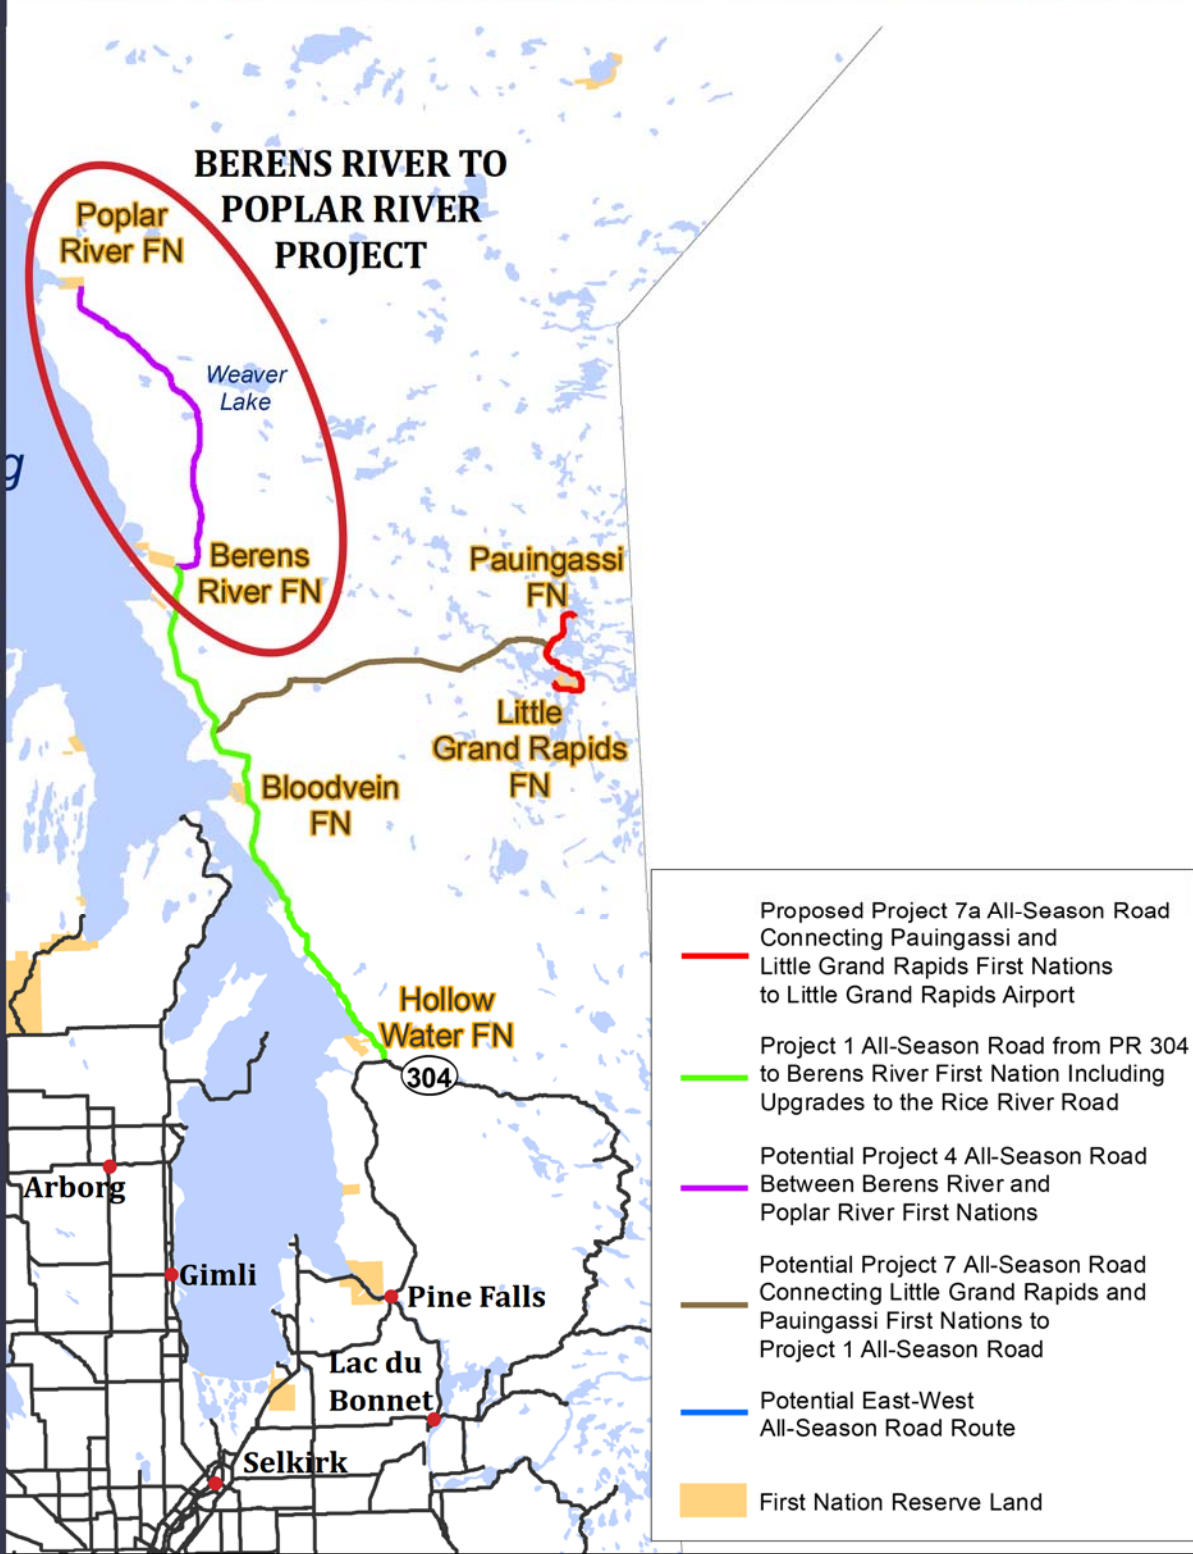 BERENS RIVER TO
POPLAR RIVER
PROJECT
Poplar
River FN
Weaver
Lake
g
Berens
River FN
Pauingassi
FN
Little
Grand Rapids
FN
Bloodvein
FN
Hollow
Water FN
304
Arborg
Gimli
Pine Falls
Lac du
Bonnet
Selkirk
Proposed Project 7a All-Season Road
Connecting Pauingassi and
Little Grand Rapids First Nations
to Little Grand Rapids Airport
Project 1 All-Season Road from PR 304
to Berens River First Nation Including
Upgrades to the Rice River Road
Potential Project 4 All-Season Road
Between Berens River and
Poplar River First Nations
Potential Project 7 All-Season Road
Connecting Little Grand Rapids and
Pauingassi First Nations to
Project 1 All-Season Road
Potential East-West
All-Season Road Route
First Nation Reserve Land